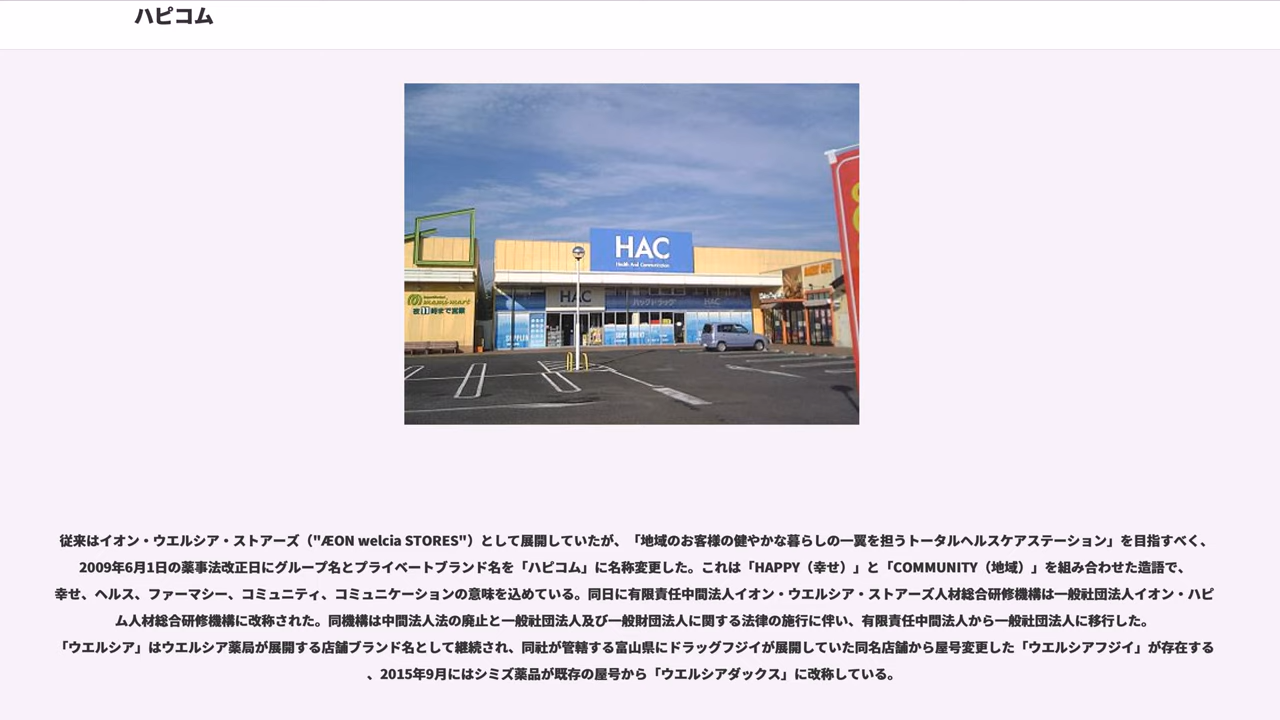 ハピコム
HAC
Health And Communication
HAC
ハックドラッグ
HAC
mami mart
夜11時まで営業
SUPPLEMENT
従来はイオン・ウエルシア・ストアーズ（"ÆON welcia STORES"）として展開していたが、「地域のお客様の健やかな暮らしの一翼を担うトータルヘルスケアステーション」を目指すべく、
2009年6月1日の薬事法改正日にグループ名とプライベートブランド名を「ハピコム」に名称変更した。これは「HAPPY（幸せ）」と「COMMUNITY（地域）」を組み合わせた造語で、
幸せ、ヘルス、ファーマシー、コミュニティ、コミュニケーションの意味を込めている。同日に有限責任中間法人イオン・ウエルシア・ストアーズ人材総合研修機構は一般社団法人イオン・ハピ
ム人材総合研修機構に改称された。同機構は中間法人法の廃止と一般社団法人及び一般財団法人に関する法律の施行に伴い、有限責任中間法人から一般社団法人に移行した。
「ウエルシア」はウエルシア薬局が展開する店舗ブランド名として継続され、同社が管轄する富山県にドラッグフジイが展開していた同名店舗から屋号変更した「ウエルシアフジイ」が存在する
、2015年9月にはシミズ薬品が既存の屋号から「ウエルシアダックス」に改称している。